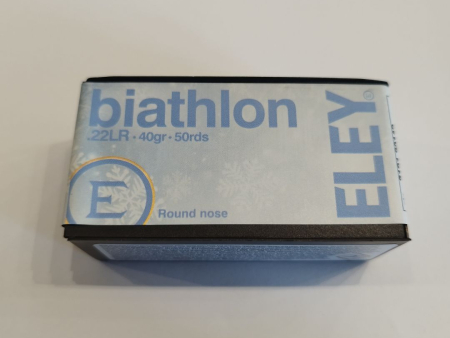 biathlon
.22LR • 40gr • 50rds
ELEY
E
Round nose